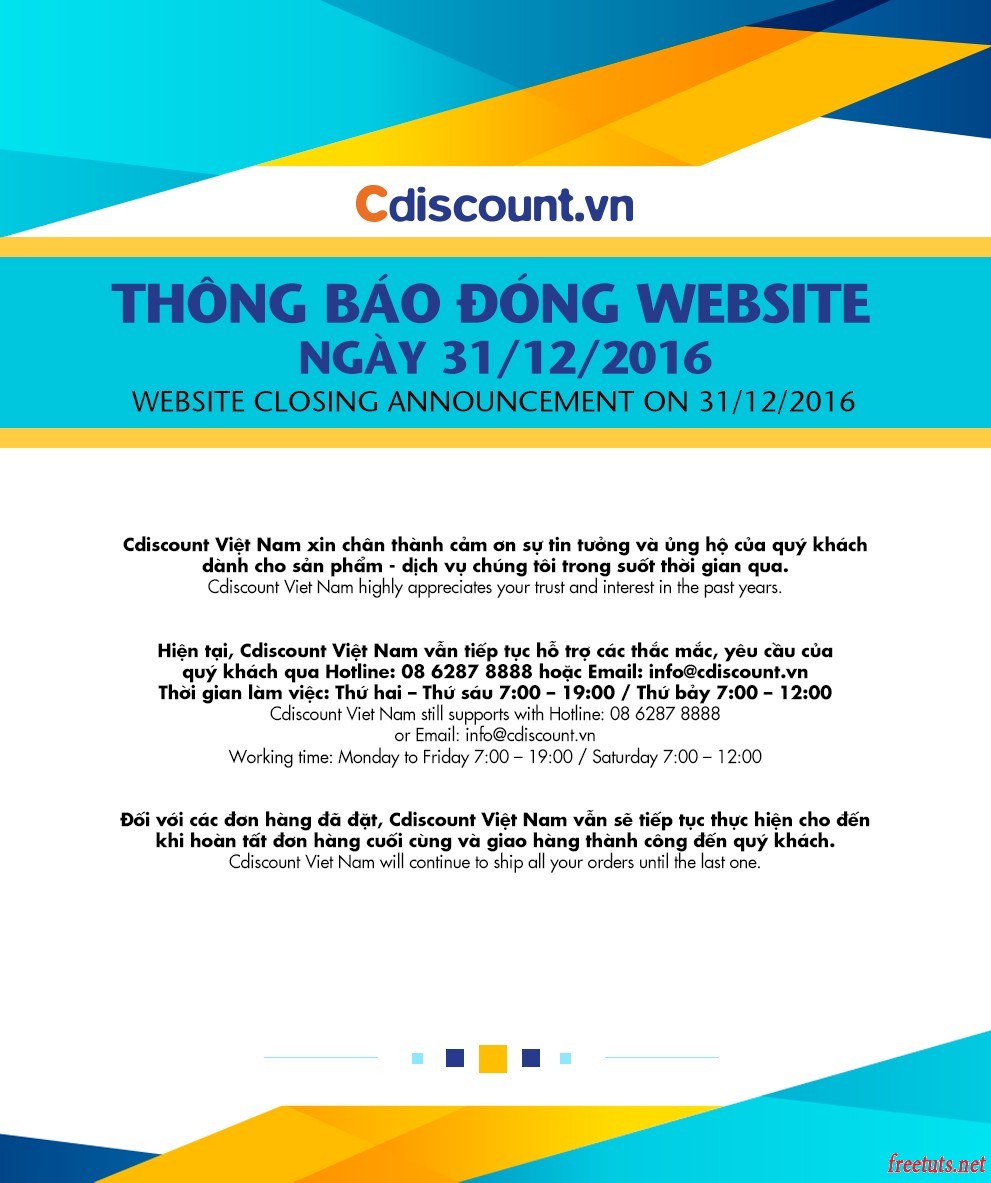 Cdiscount.vn
THÔNG BÁO ĐÓNG WEBSITE
NGÀY 31/12/2016
WEBSITE CLOSING ANNOUNCEMENT ON 31/12/2016
Cdiscount Việt Nam xin chân thành cảm ơn sự tin tưởng và ủng hộ của quý khách
dành cho sản phẩm - dịch vụ chúng tôi trong suốt thời gian qua.
Cdiscount Viet Nam highly appreciates your trust and interest in the past years.
Hiện tại, Cdiscount Việt Nam vẫn tiếp tục hỗ trợ các thắc mắc, yêu cầu của
quý khách qua Hotline: 08 6287 8888 hoặc Email: info@cdiscount.vn
Thời gian làm việc: Thứ hai – Thứ sáu 7:00 – 19:00 / Thứ bảy 7:00 – 12:00
Cdiscount Viet Nam still supports with Hotline: 08 6287 8888
or Email: info@cdiscount.vn
Working time: Monday to Friday 7:00 – 19:00 / Saturday 7:00 – 12:00
Đối với các đơn hàng đã đặt, Cdiscount Việt Nam vẫn sẽ tiếp tục thực hiện cho đến
khi hoàn tất đơn hàng cuối cùng và giao hàng thành công đến quý khách.
Cdiscount Viet Nam will continue to ship all your orders until the last one.
freetuts.net